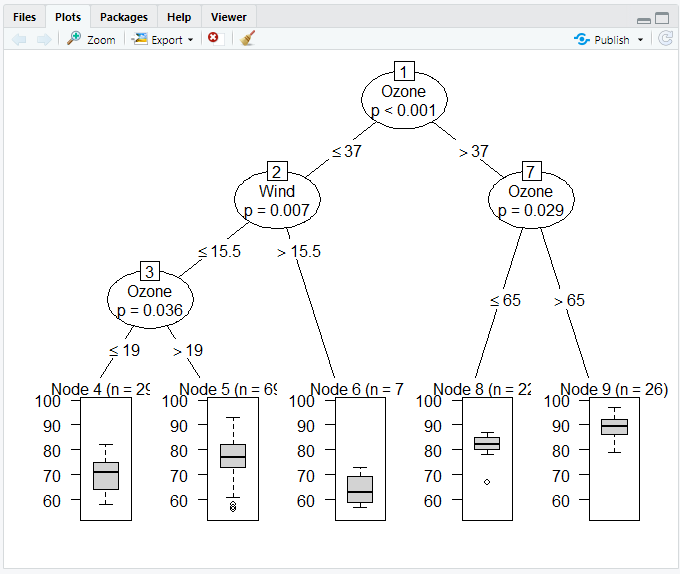 Files Plots Packages Help Viewer
Zoom Export Publish
1
Ozone
p < 0.001
≤ 37 > 37
2 7
Wind Ozone
p = 0.007 p = 0.029
≤ 15.5 > 15.5
3
Ozone
p = 0.036
≤ 65 > 65
≤ 19 > 19
Node 4 (n = 29 Node 5 (n = 69 Node 6 (n = 7 Node 8 (n = 22 Node 9 (n = 26)
100 100 100 100 100
90 90 90 90 90
80 80 80 80 80
70 70 70 70 70
60 60 60 60 60